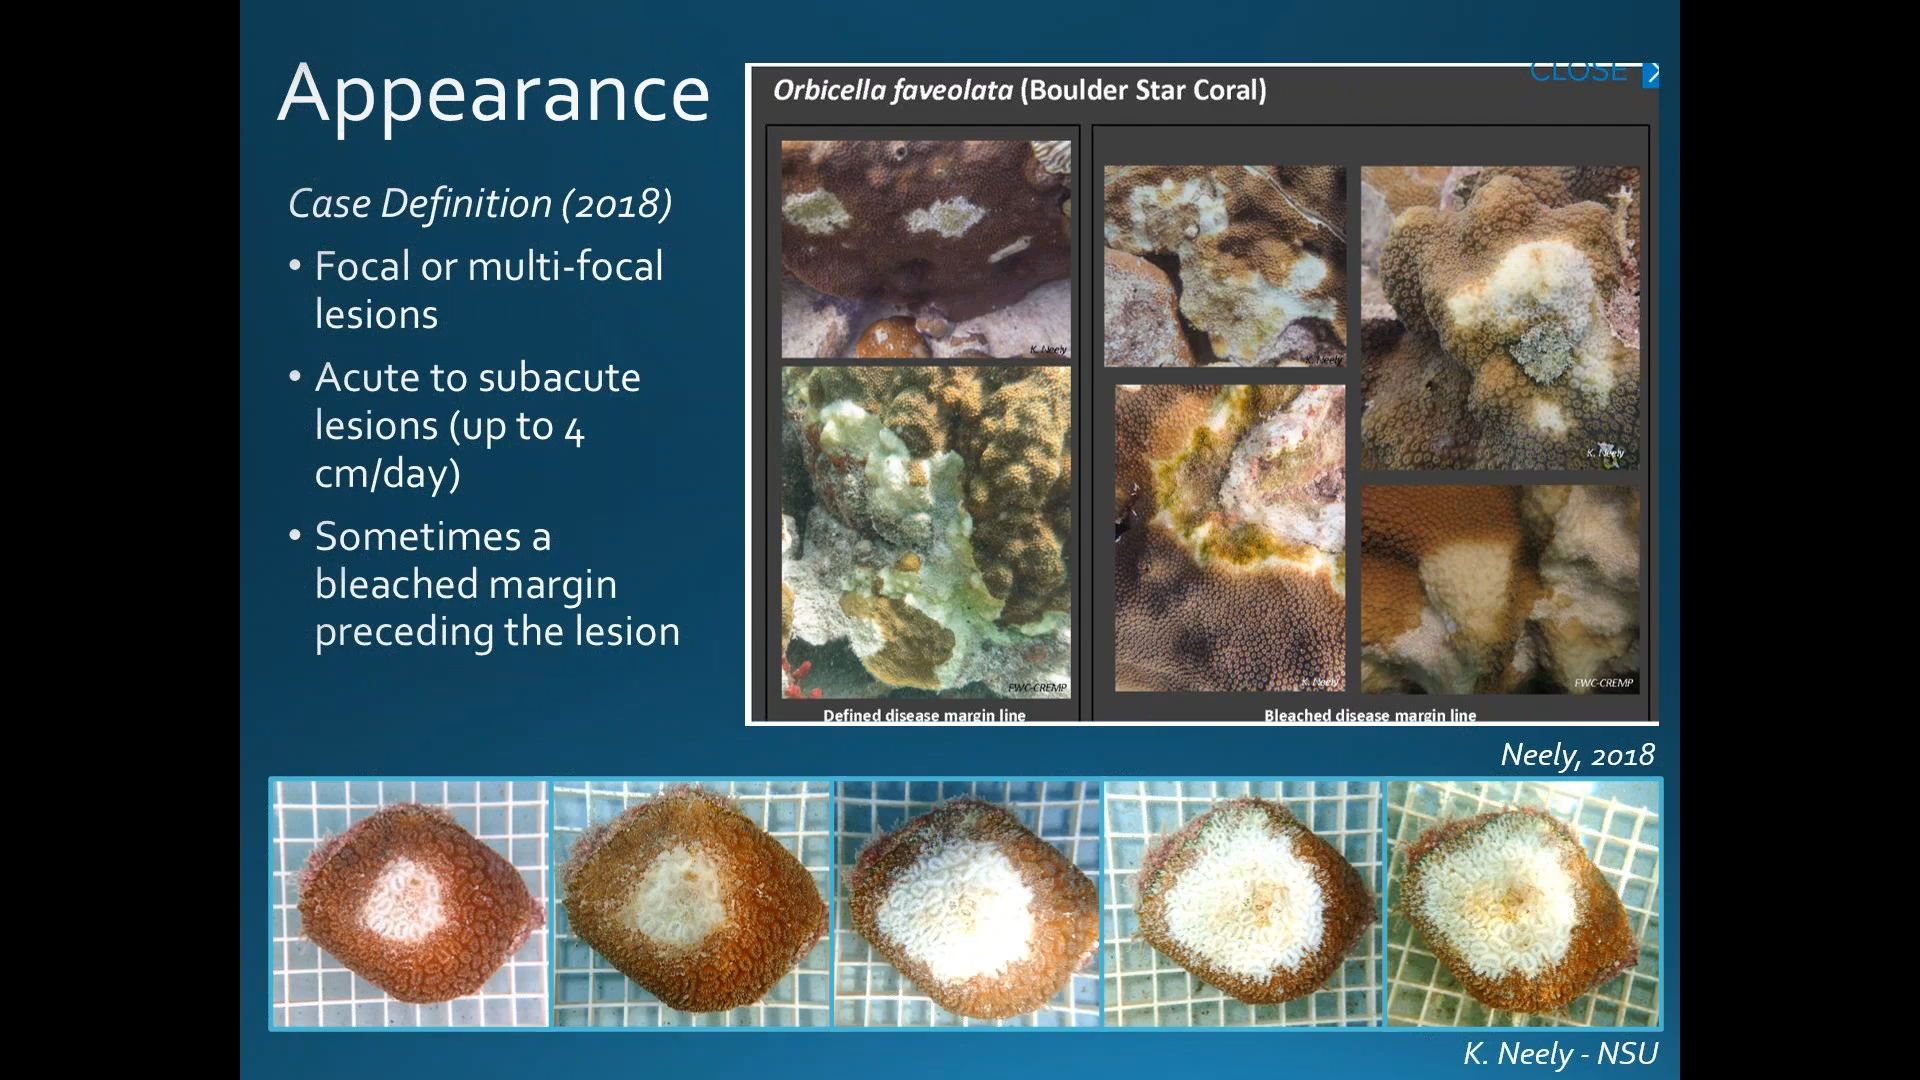 Appearance
Case Definition (2018)
• Focal or multi-focal
lesions
• Acute to subacute
lesions (up to 4
cm/day)
• Sometimes a
bleached margin
preceding the lesion
CLOSE
Orbicella faveolata (Boulder Star Coral)
K. Neely
FWC-CREMP
Defined disease margin line
K. Neely
K. Neely
K. Neely
FWC-CREMP
Bleached disease margin line
Neely, 2018
K. Neely - NSU